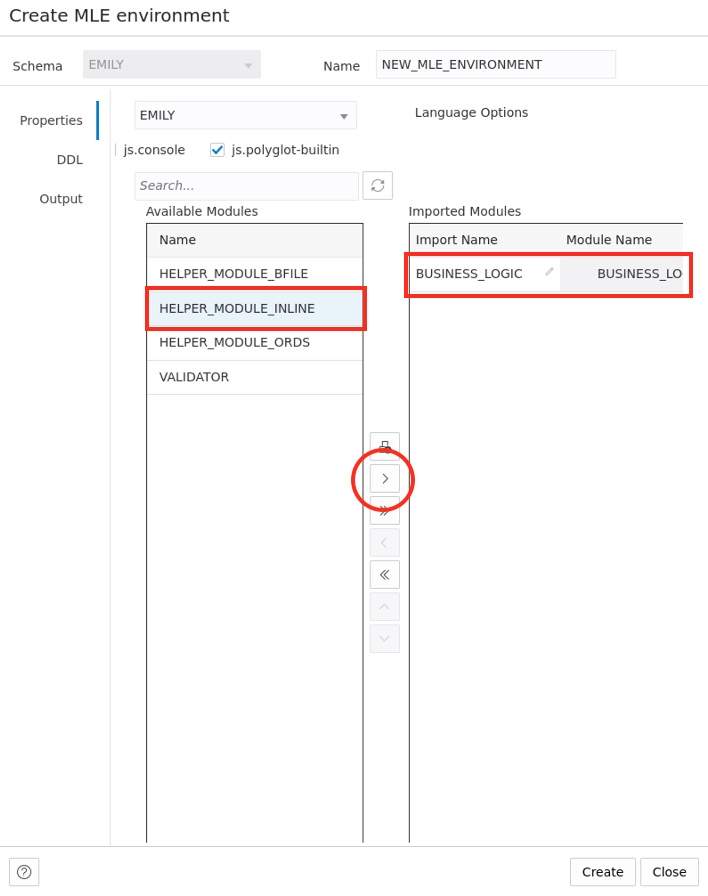 Create MLE environment
Schema EMILY Name NEW_MLE_ENVIRONMENT
Properties
DDL
Output
EMILY
Language Options
js.console js.polyglot-builtin
Search...
Available Modules
Name
HELPER_MODULE_BFILE
HELPER_MODULE_INLINE
HELPER_MODULE_ORDS
VALIDATOR
Imported Modules
Import Name Module Name
BUSINESS_LOGIC BUSINESS_LO
Create Close